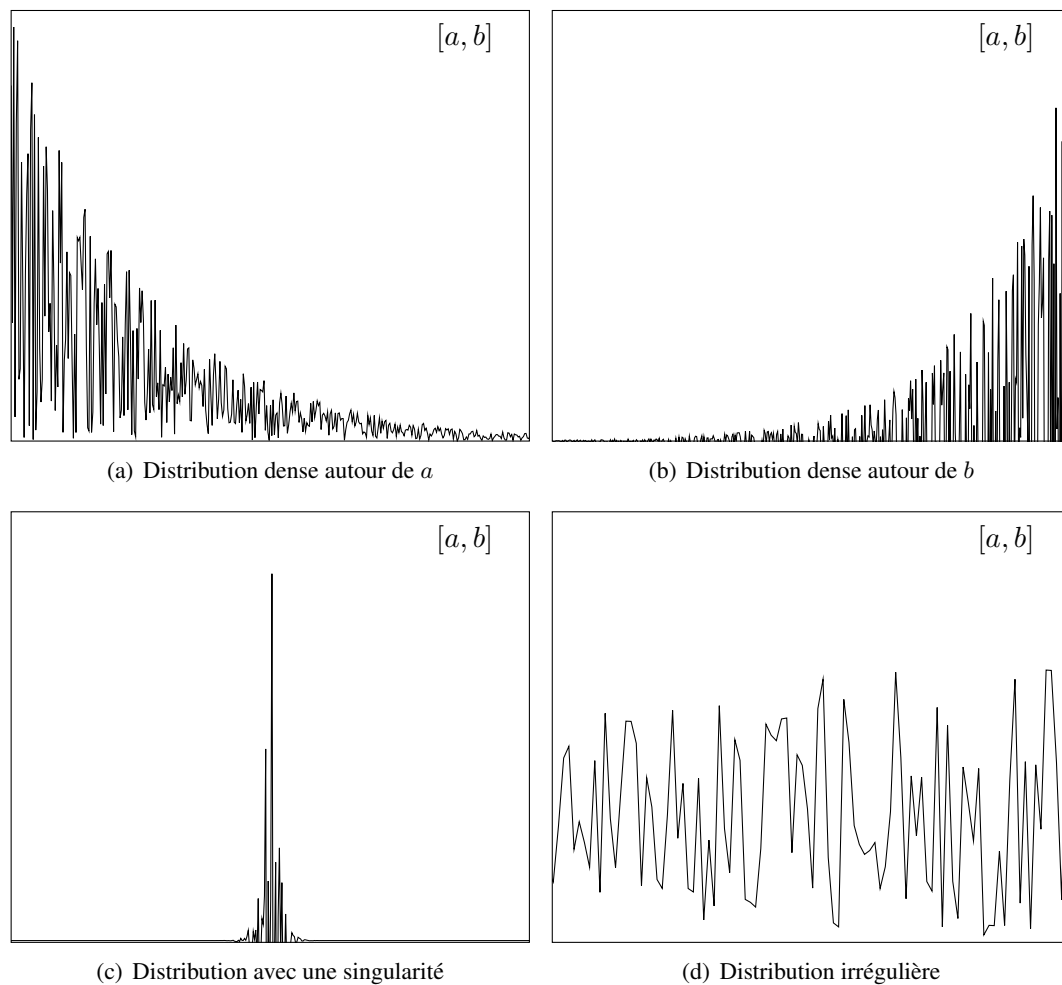 [a, b]
[a, b]
(a) Distribution dense autour de a
(b) Distribution dense autour de b
[a, b]
[a, b]
(c) Distribution avec une singularité
(d) Distribution irrégulière